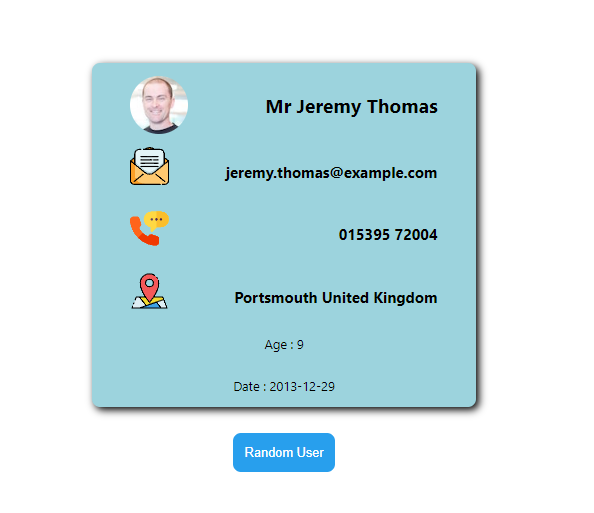 Mr Jeremy Thomas
jeremy.thomas@example.com
015395 72004
Portsmouth United Kingdom
Age : 9
Date : 2013-12-29
Random User